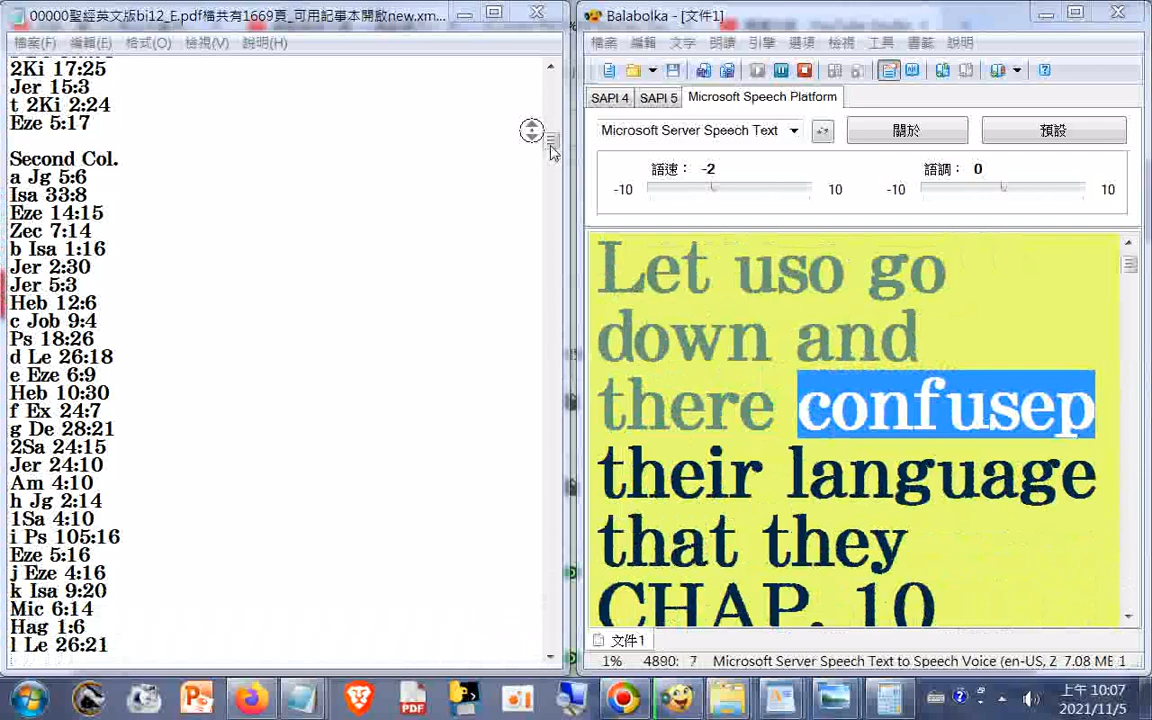 00000聖經英文版bi12_E.pdf檔共有1669頁_可用記事本開啟new.xm...
檔案(F) 編輯(E) 格式(O) 檢視(V) 說明(H)
2Ki 17:25
Jer 15:3
t 2Ki 2:24
Eze 5:17
Second Col.
a Jg 5:6
Isa 33:8
Eze 14:15
Zec 7:14
b Isa 1:16
Jer 2:30
Jer 5:3
Heb 12:6
c Job 9:4
Ps 18:26
d Le 26:18
e Eze 6:9
Heb 10:30
f Ex 24:7
g De 28:21
2Sa 24:15
Jer 24:10
Am 4:10
h Jg 2:14
1Sa 4:10
i Ps 105:16
Eze 5:16
j Eze 4:16
k Isa 9:20
Mic 6:14
Hag 1:6
l Le 26:21
Balabolka - [文件1]
檔案 編輯 文字 朗讀 引擎 選項 檢視 工具 書籤 說明
SAPI 4 SAPI 5 Microsoft Speech Platform
Microsoft Server Speech Text 關於 預設
語速： -2 語調： 0
-10 10 -10 10
Let uso go
down and
there confusep
their language
that they
CHAP. 10
文件1
1% 4890: 7 Microsoft Server Speech Text to Speech Voice (en-US, Z 7.08 ME 1
PDF
上午 10:07
2021/11/5